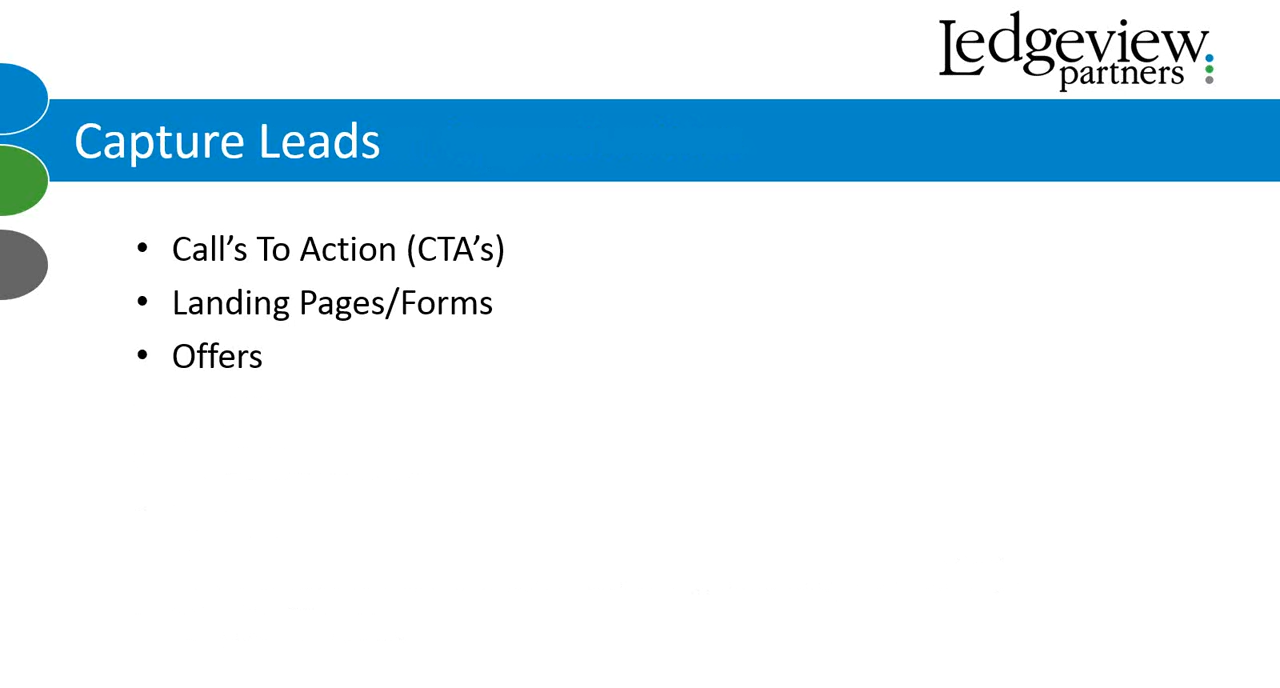 Ledgeview
partners
Capture Leads
• Call’s To Action (CTA’s)
• Landing Pages/Forms
• Offers